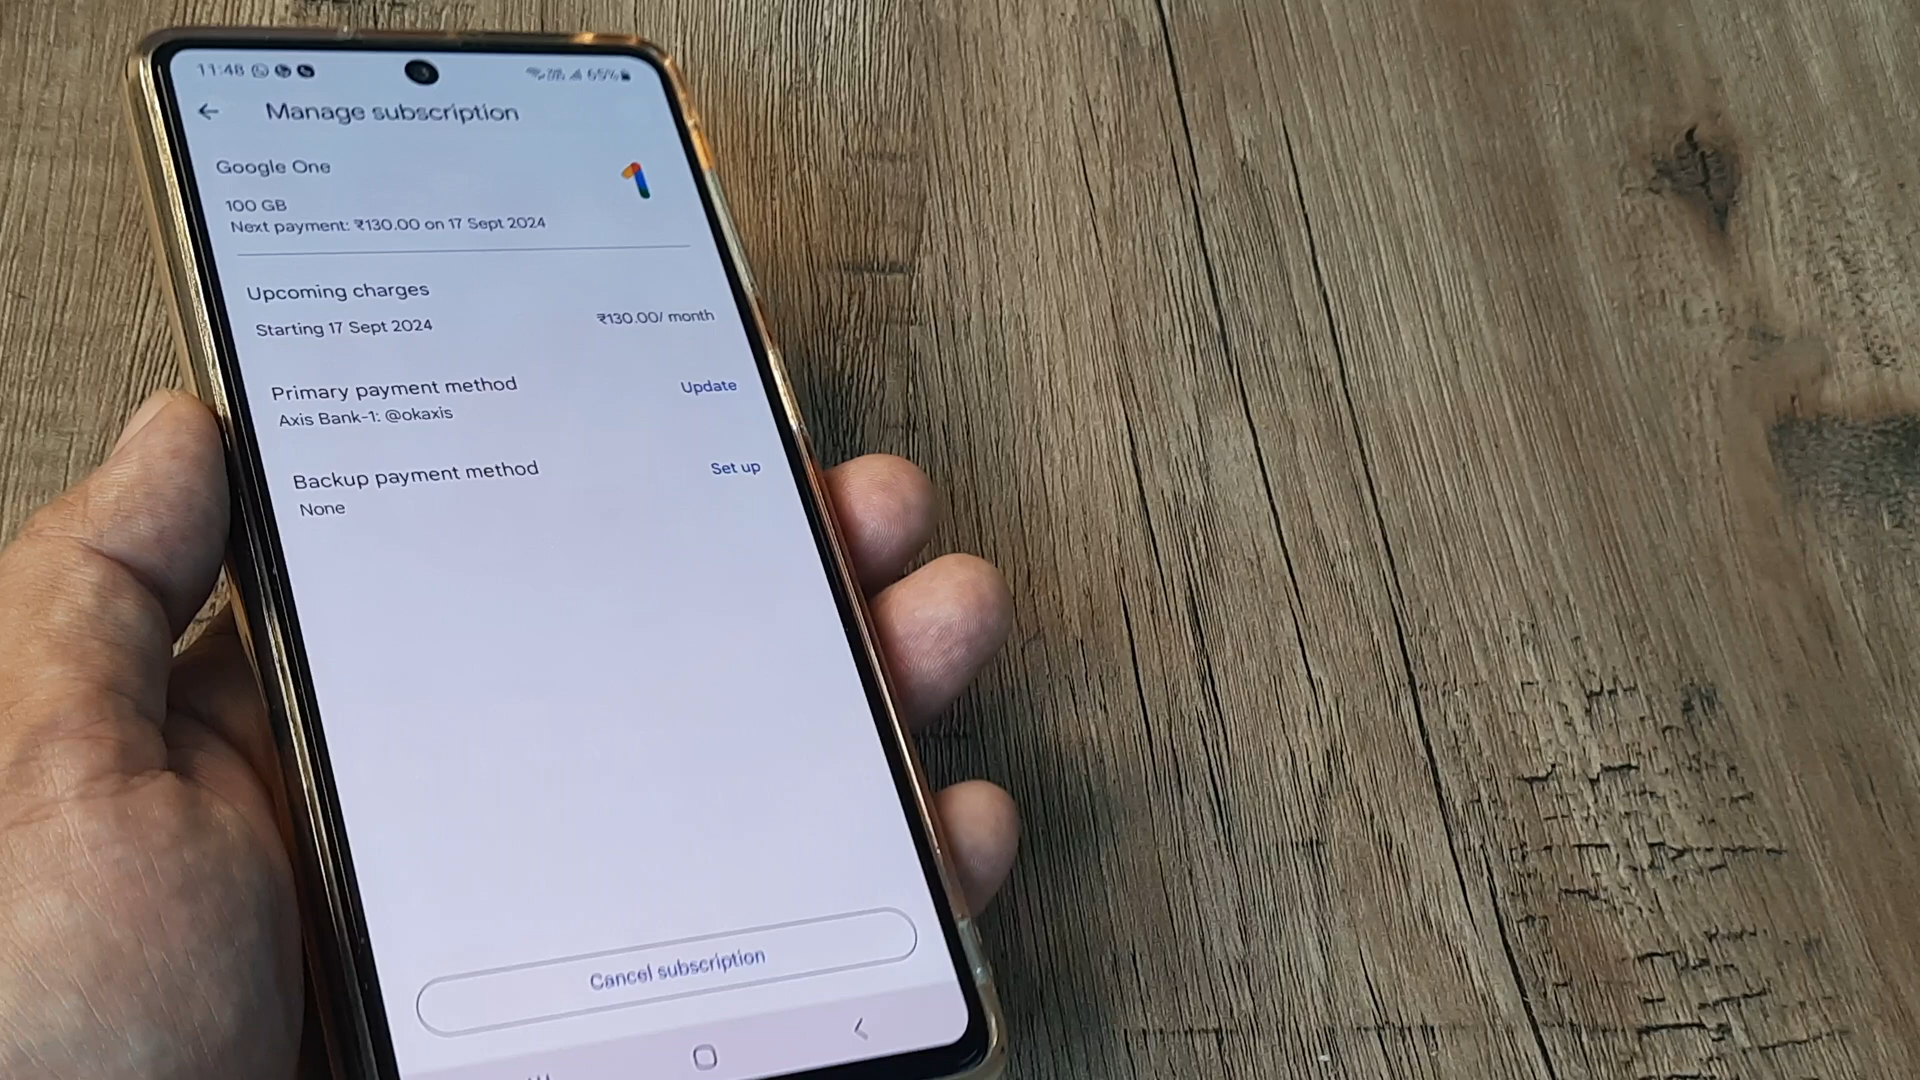 11:48 65%
Manage subscription
Google One
100 GB
Next payment: ₹130.00 on 17 Sept 2024
Upcoming charges
Starting 17 Sept 2024 ₹130.00/ month
Primary payment method Update
Axis Bank-1: @okaxis
Backup payment method Set up
None
Cancel subscription